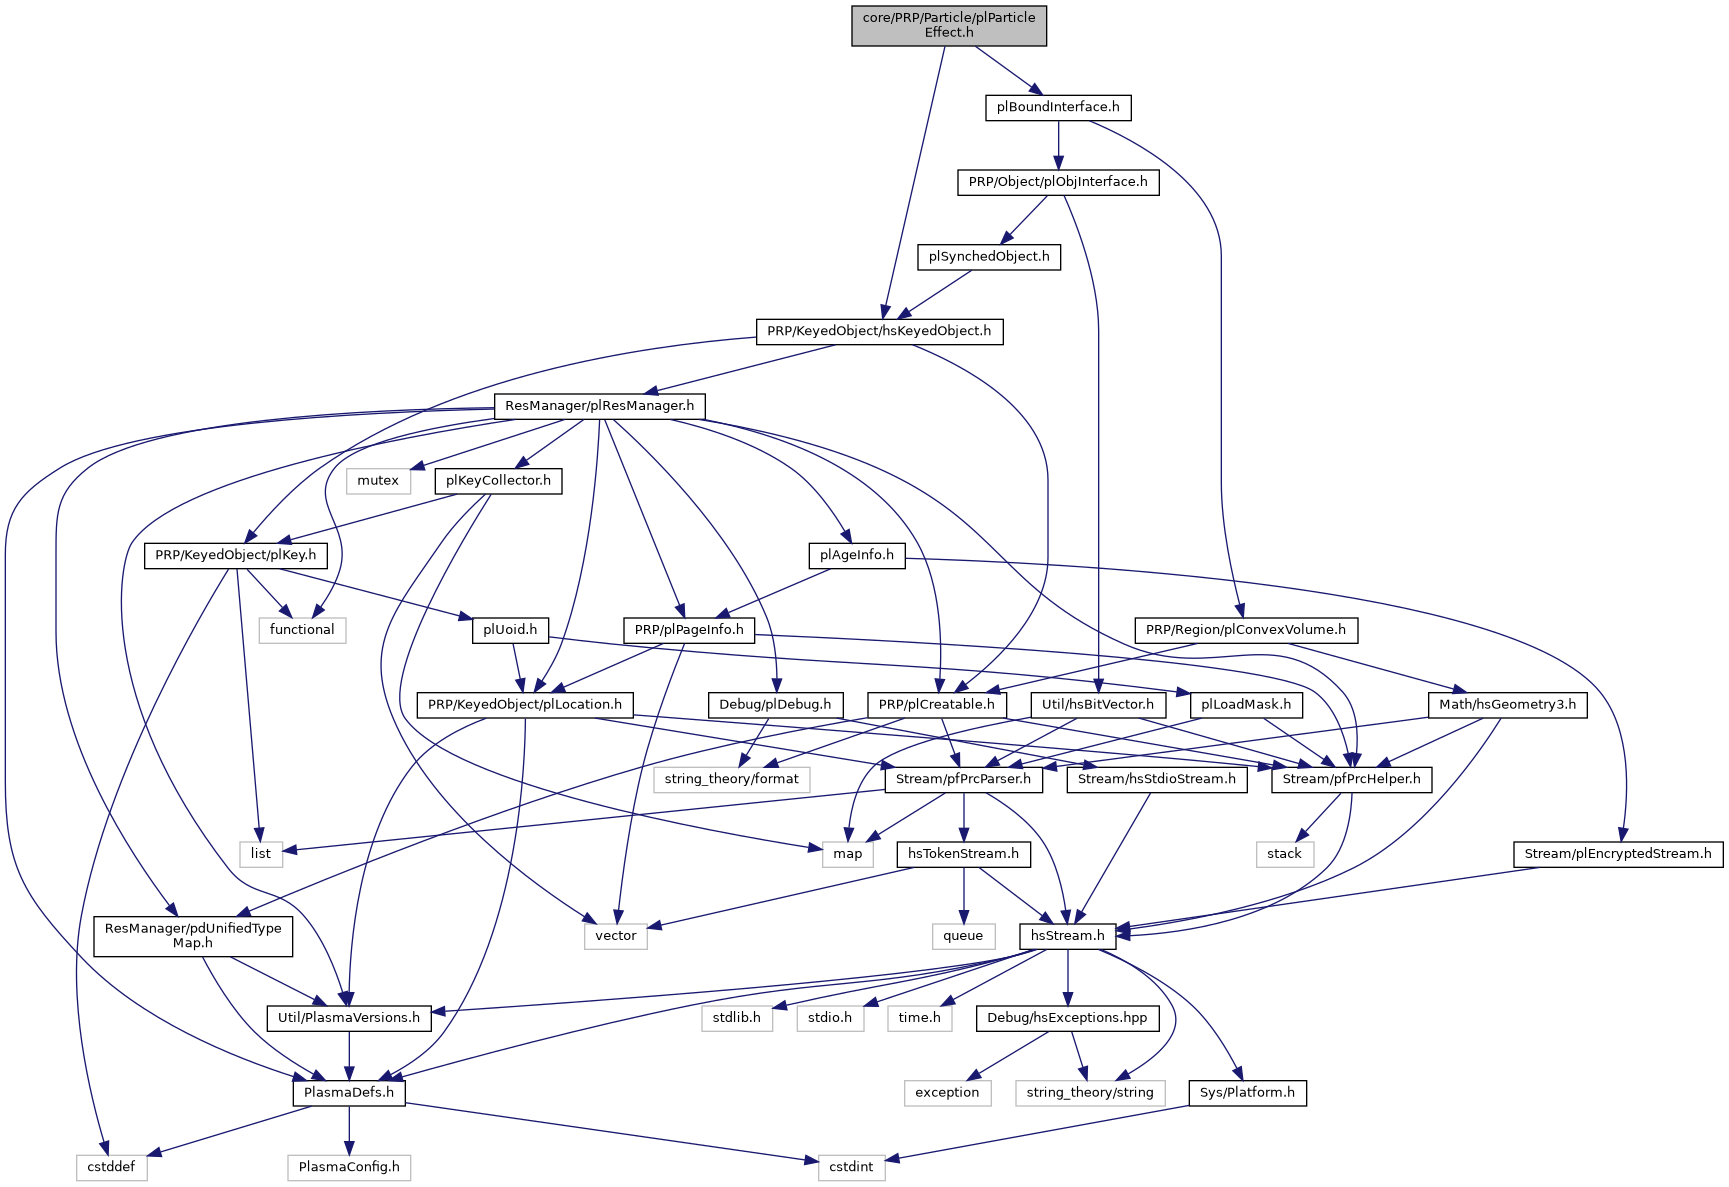 core/PRP/Particle/plParticle
Effect.h
plBoundInterface.h
PRP/Object/plObjInterface.h
plSynchedObject.h
PRP/KeyedObject/hsKeyedObject.h
ResManager/plResManager.h
mutex
plKeyCollector.h
PRP/KeyedObject/plKey.h
plAgeInfo.h
functional
plUoid.h
PRP/plPageInfo.h
PRP/Region/plConvexVolume.h
PRP/KeyedObject/plLocation.h
Debug/plDebug.h
PRP/plCreatable.h
Util/hsBitVector.h
plLoadMask.h
Math/hsGeometry3.h
string_theory/format
Stream/pfPrcParser.h
Stream/hsStdioStream.h
Stream/pfPrcHelper.h
list
map
hsTokenStream.h
stack
Stream/plEncryptedStream.h
ResManager/pdUnifiedType
Map.h
vector
queue
hsStream.h
Util/PlasmaVersions.h
stdlib.h
stdio.h
time.h
Debug/hsExceptions.hpp
PlasmaDefs.h
exception
string_theory/string
Sys/Platform.h
cstddef
PlasmaConfig.h
cstdint